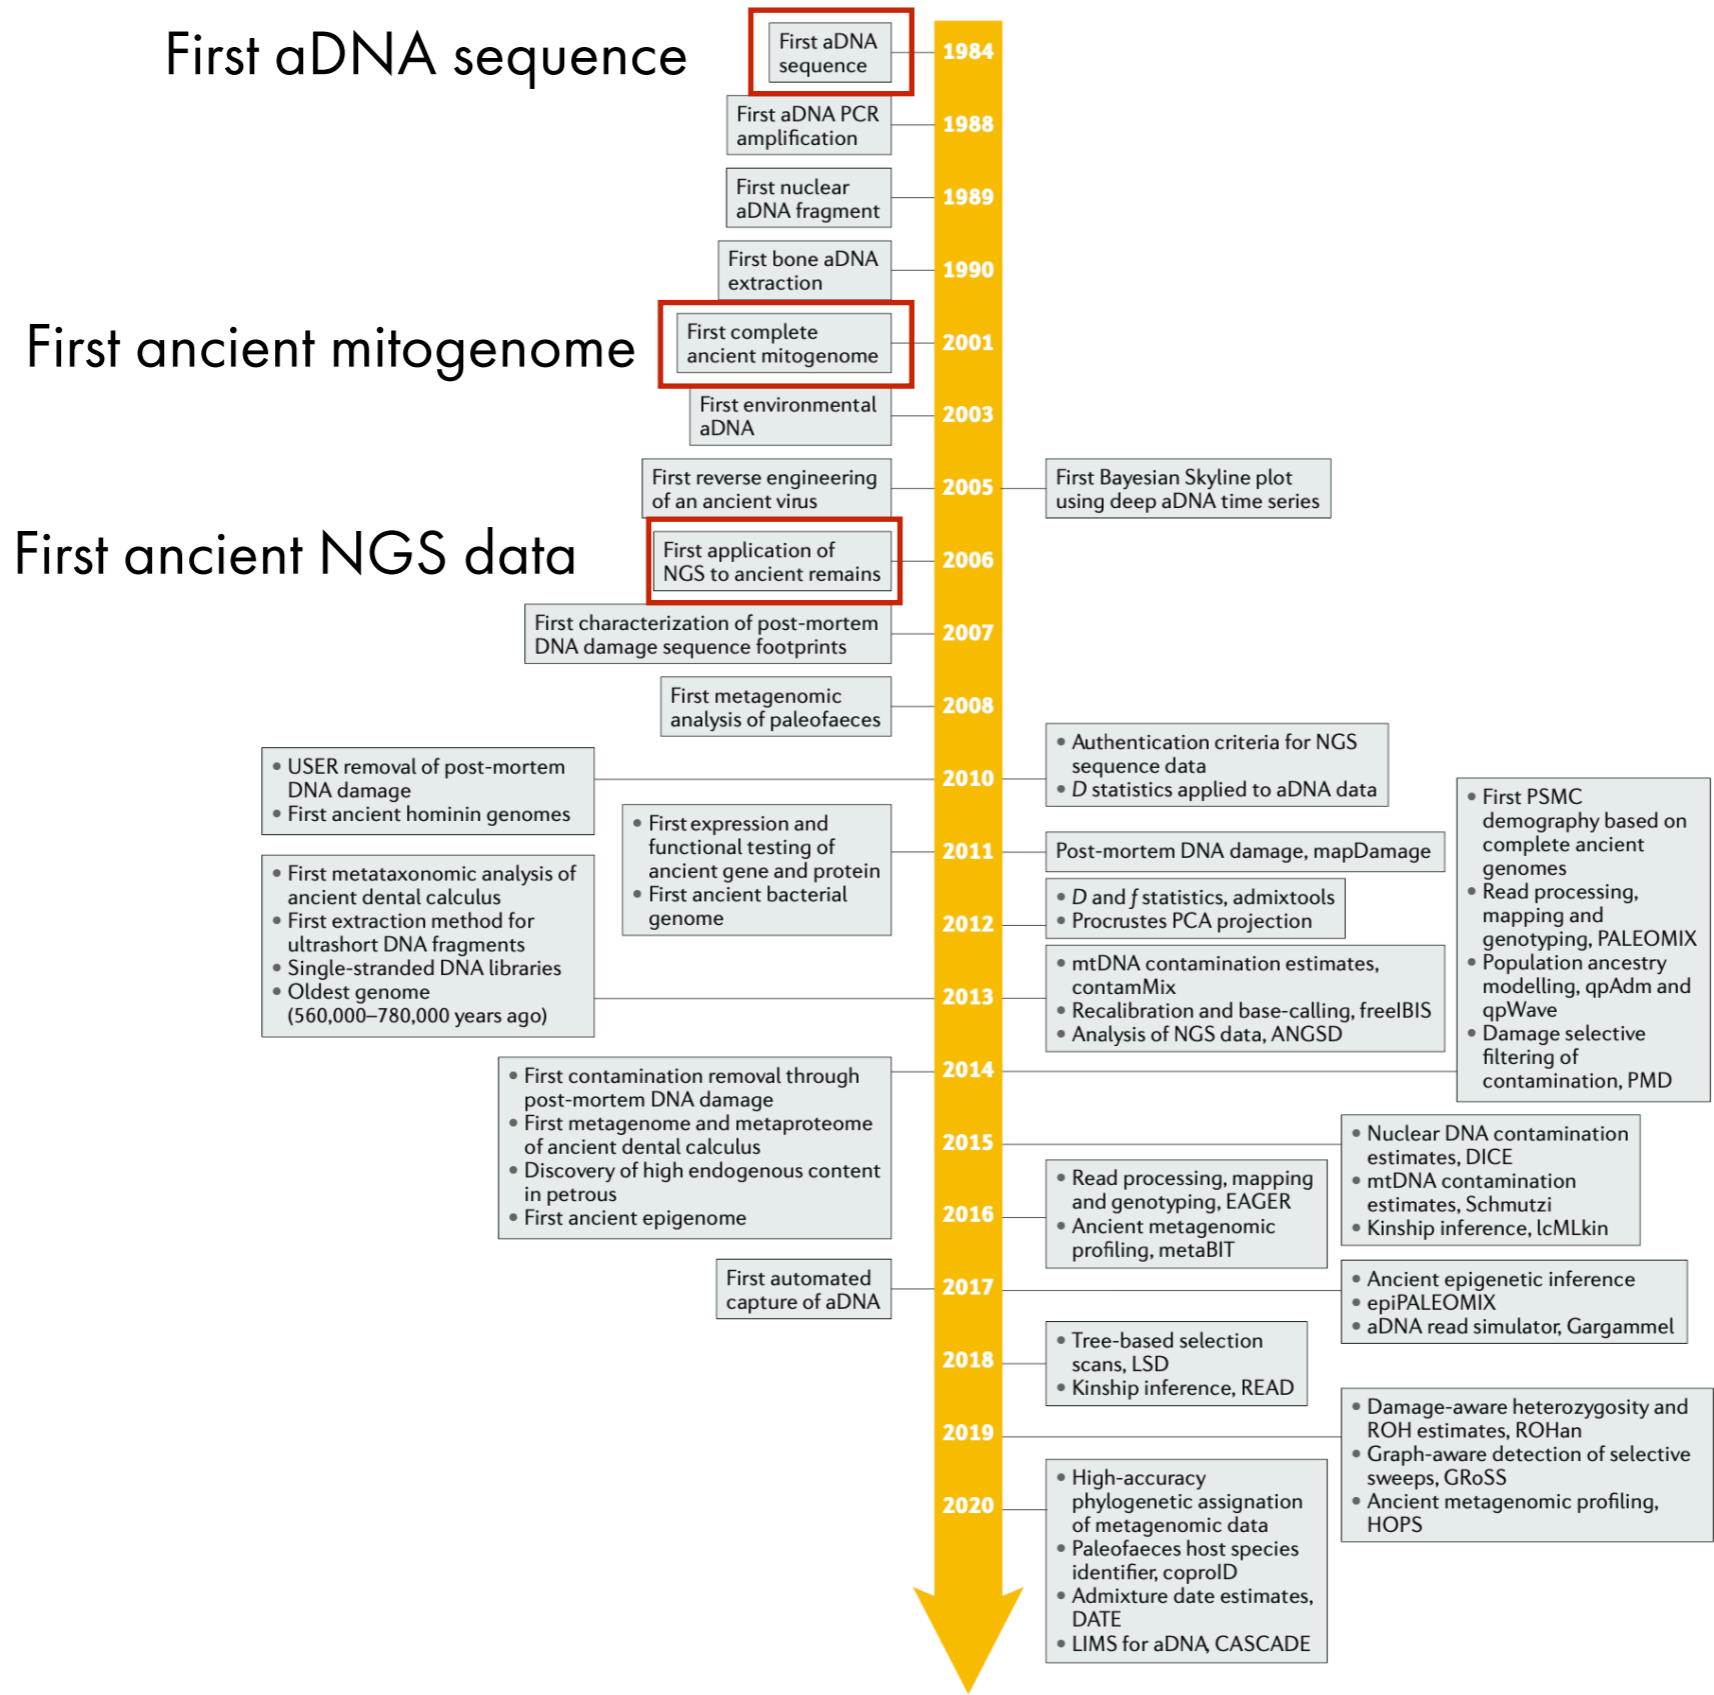 First aDNA sequence
First aDNA
sequence
1984
First aDNA PCR
amplification
1988
First nuclear
aDNA fragment
1989
First bone aDNA
extraction
1990
First ancient mitogenome
First complete
ancient mitogenome
2001
First environmental
aDNA
2003
First reverse engineering
of an ancient virus
2005
First Bayesian Skyline plot
using deep aDNA time series
First ancient NGS data
First application of
NGS to ancient remains
2006
First characterization of post-mortem
DNA damage sequence footprints
2007
First metagenomic
analysis of paleofaeces
2008
• USER removal of post-mortem
DNA damage
• First ancient hominin genomes
2010
• Authentication criteria for NGS
sequence data
• D statistics applied to aDNA data
• First expression and
functional testing of
ancient gene and protein
• First ancient bacterial
genome
2011
Post-mortem DNA damage, mapDamage
2012
• D and f statistics, admixtools
• Procrustes PCA projection
• First metataxonomic analysis of
ancient dental calculus
• First extraction method for
ultrashort DNA fragments
• Single-stranded DNA libraries
• Oldest genome
(560,000–780,000 years ago)
2013
• mtDNA contamination estimates,
contamMix
• Recalibration and base-calling, freeIBIS
• Analysis of NGS data, ANGSD
• First contamination removal through
post-mortem DNA damage
• First metagenome and metaproteome
of ancient dental calculus
• Discovery of high endogenous content
in petrous
• First ancient epigenome
2014
• First PSMC
demography based on
complete ancient
genomes
• Read processing,
mapping and
genotyping, PALEOMIX
• Population ancestry
modelling, qpAdm and
qpWave
• Damage selective
filtering of
contamination, PMD
2015
• Nuclear DNA contamination
estimates, DICE
• mtDNA contamination
estimates, Schmutzi
• Kinship inference, lcMLkin
2016
• Read processing, mapping
and genotyping, EAGER
• Ancient metagenomic
profiling, metaBIT
First automated
capture of aDNA
2017
• Ancient epigenetic inference
• epiPALEOMIX
• aDNA read simulator, Gargammel
2018
• Tree-based selection
scans, LSD
• Kinship inference, READ
2019
• Damage-aware heterozygosity and
ROH estimates, ROHan
• Graph-aware detection of selective
sweeps, GRoSS
• Ancient metagenomic profiling,
HOPS
2020
• High-accuracy
phylogenetic assignation
of metagenomic data
• Paleofaeces host species
identifier, coproID
• Admixture date estimates,
DATE
• LIMS for aDNA, CASCADE